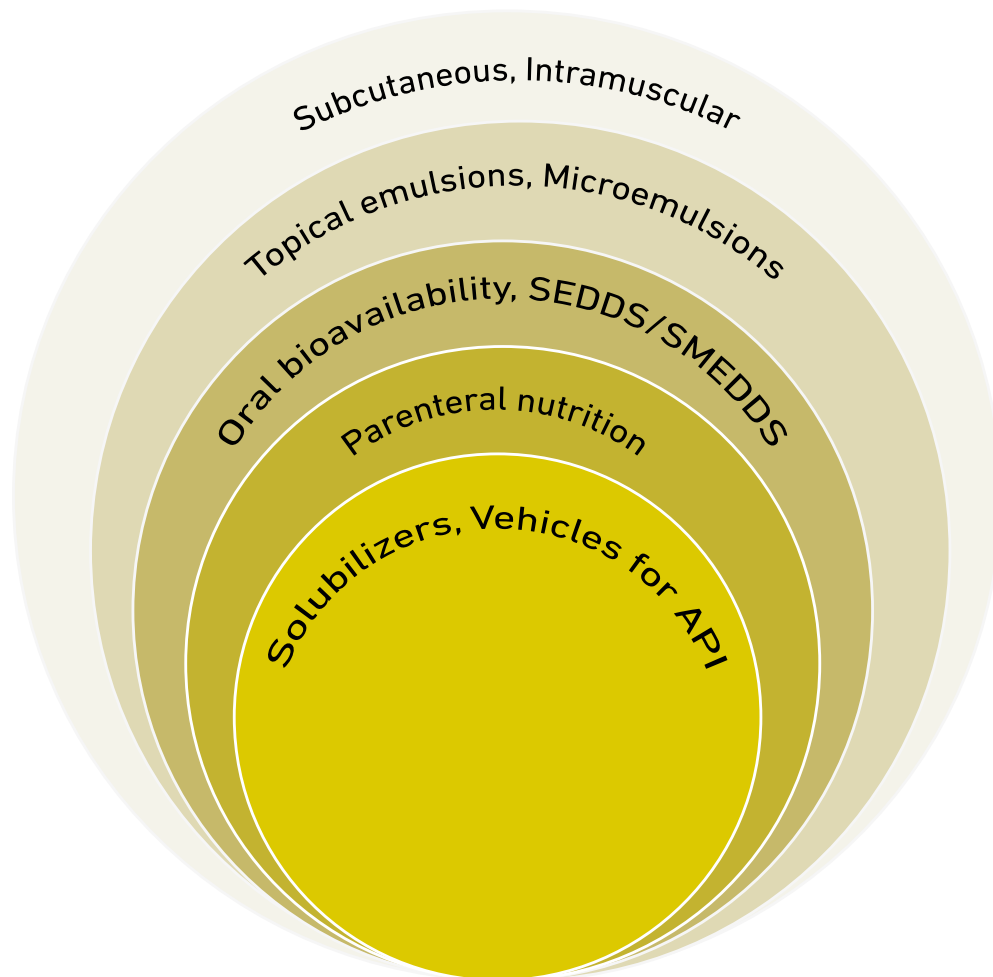 Subcutaneous, Intramuscular
Topical emulsions, Microemulsions
Oral bioavailability, SEDDS/SMEDDS
Parenteral nutrition
Solubilizers, Vehicles for API